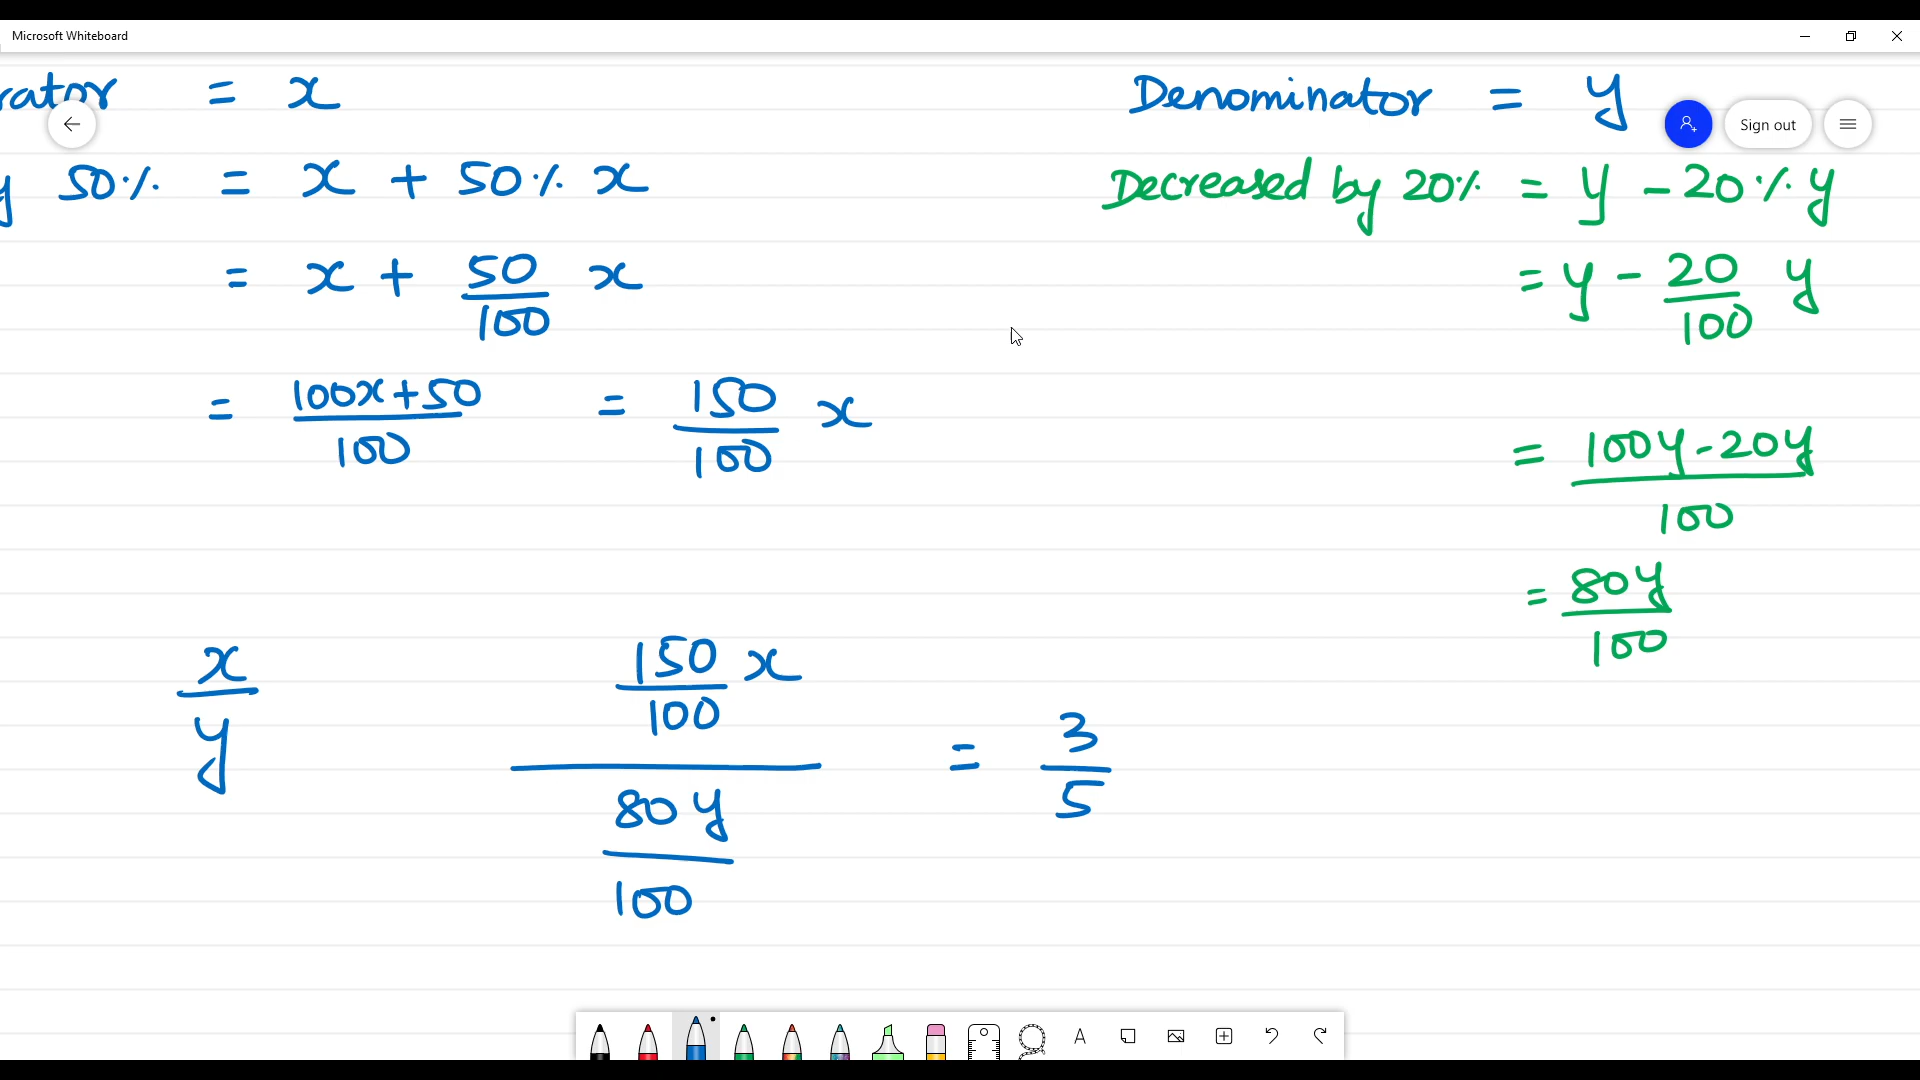 Microsoft Whiteboard
rator = x
y 50% = x + 50% x
= x + 50/100 x
= 100x+50/100 = 150/100 x
Denominator = y
Sign out
Decreased by 20% = y - 20% y
= y - 20/100 y
= 100y-20y/100
= 80y/100
x/y
150/100 x
80y/100
= 3/5
A